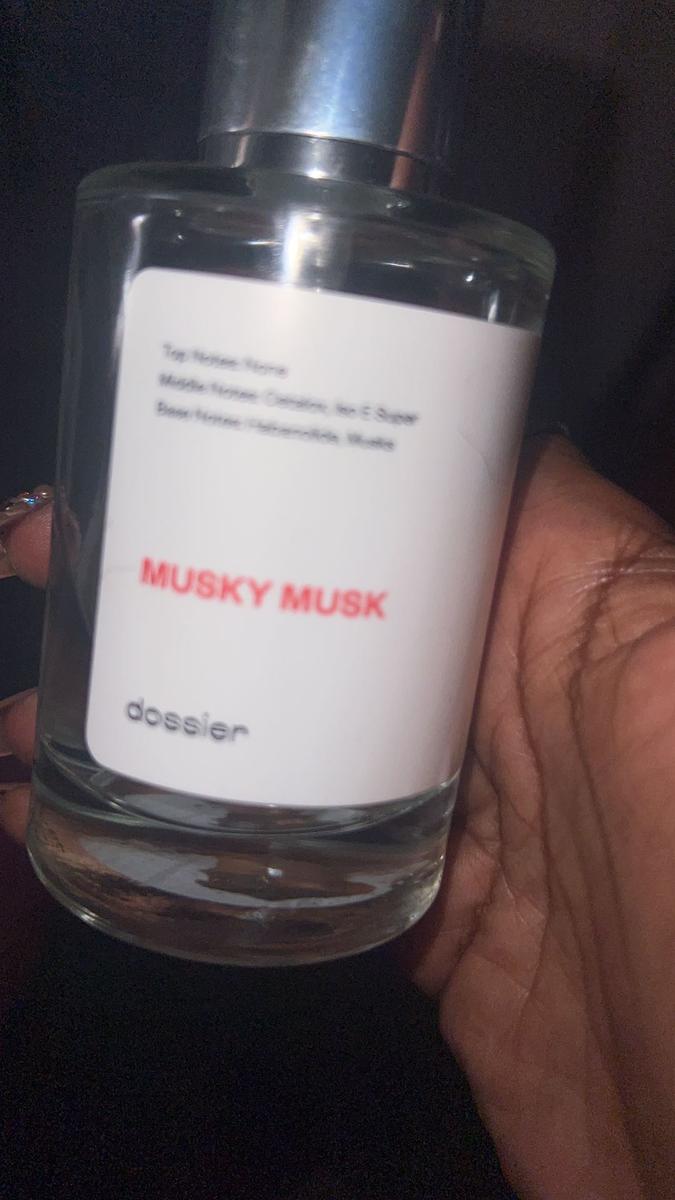 Top Notes: None
Middle Notes: Cetalox, Iso E Super
Base Notes: Habanolide, Musks
MUSKY MUSK
dossier